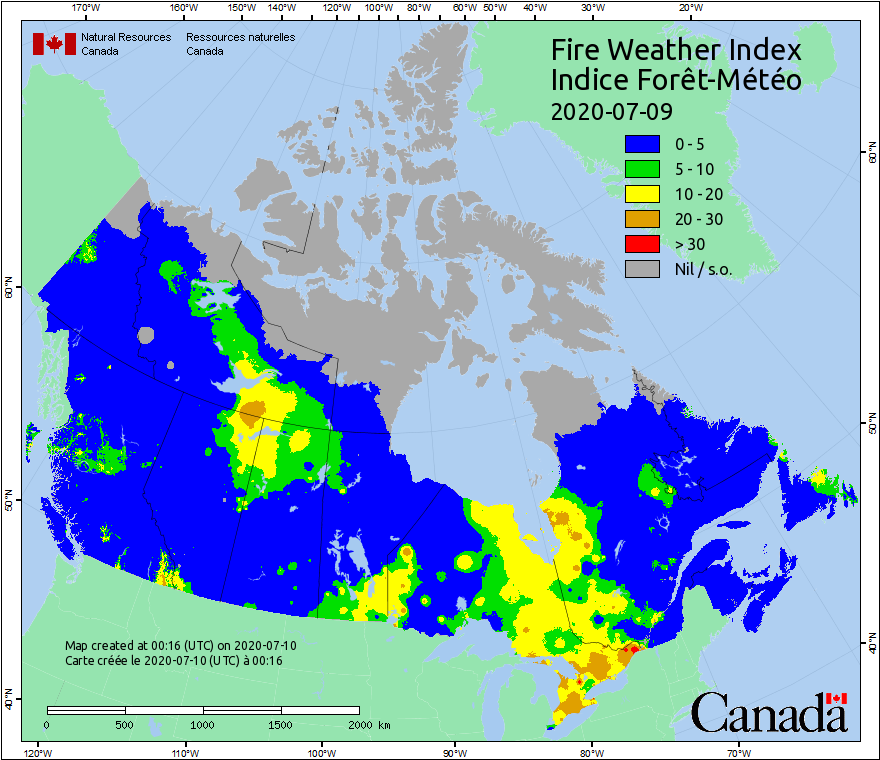 170°W 160°W 150°W 140°W 130°W 120°W 110°W 100°W 90°W 80°W 70°W 60°W 50°W 40°W 30°W 20°W
Natural Resources Ressources naturelles
Canada Canada
Fire Weather Index
Indice Forêt-Météo
2020-07-09
0 - 5
5 - 10
10 - 20
20 - 30
> 30
Nil / s.o.
60°N
60°N
50°N
50°N
40°N
40°N
Map created at 00:16 (UTC) on 2020-07-10
Carte créée le 2020-07-10 (UTC) à 00:16
0 500 1000 1500 2000 km
Canada
120°W 110°W 100°W 90°W 80°W 70°W